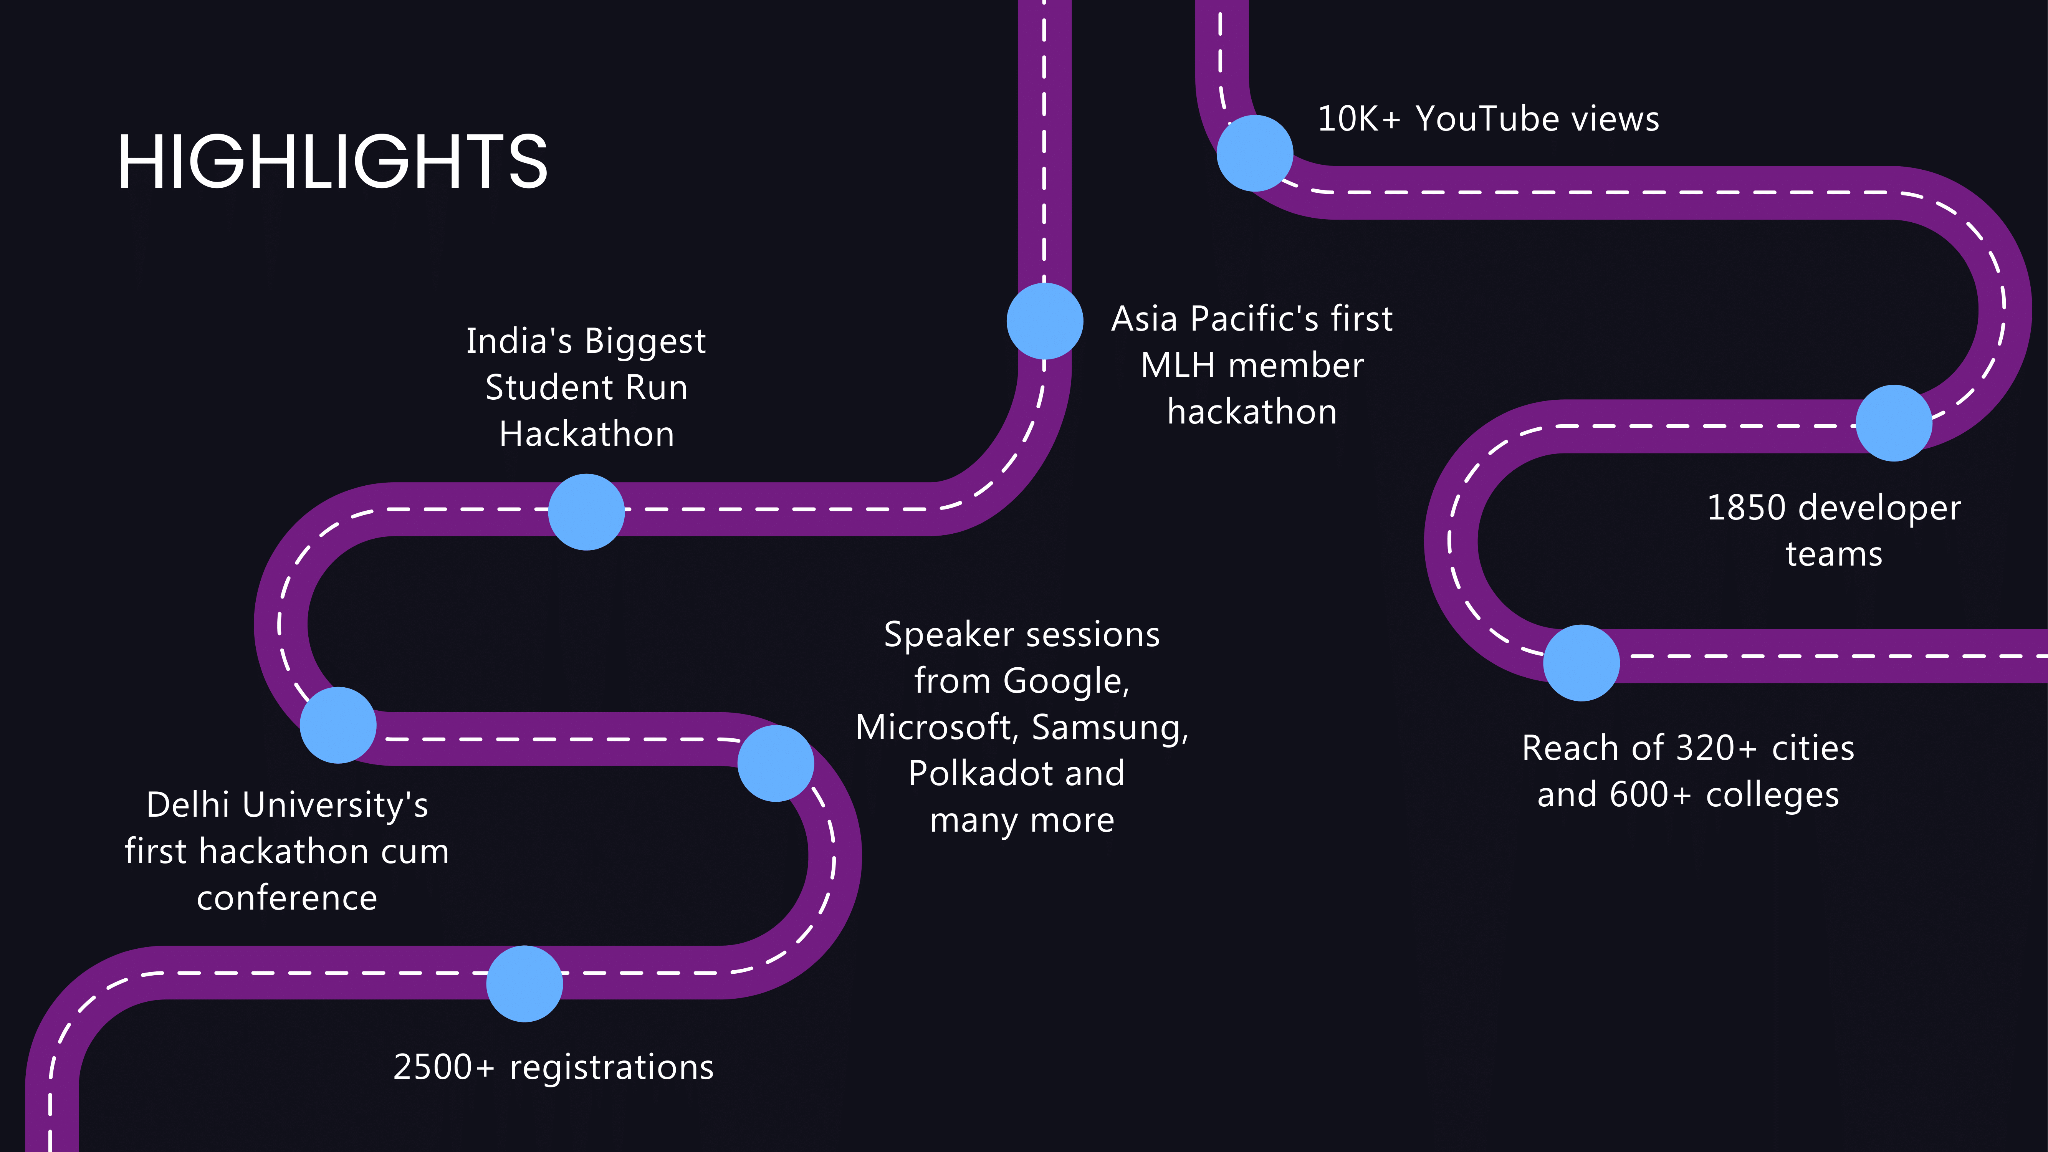 HIGHLIGHTS
India's Biggest
Student Run
Hackathon
Delhi University's
first hackathon cum
conference
2500+ registrations
Speaker sessions
from Google,
Microsoft, Samsung,
Polkadot and
many more
Asia Pacific's first
MLH member
hackathon
10K+ YouTube views
1850 developer
teams
Reach of 320+ cities
and 600+ colleges